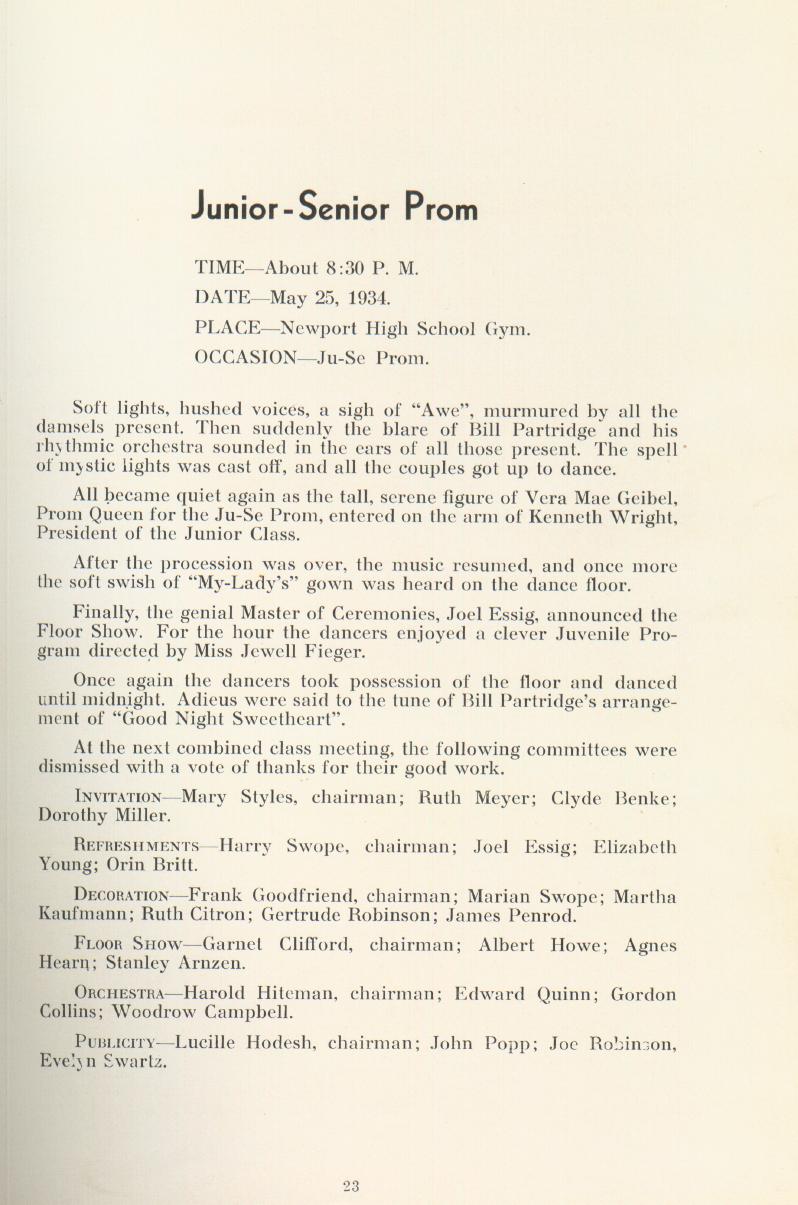 Junior-Senior Prom
TIME—About 8:30 P. M.
DATE—May 25, 1934.
PLACE—Newport High School Gym.
OCCASION—Ju-Se Prom.
Soft lights, hushed voices, a sigh of “Awe”, murmured by all the
damsels present. Then suddenly the blare of Bill Partridge and his
rhythmic orchestra sounded in the ears of all those present. The spell
of mystic lights was cast off, and all the couples got up to dance.
All became quiet again as the tall, serene figure of Vera Mae Geibel,
Prom Queen for the Ju-Se Prom, entered on the arm of Kenneth Wright,
President of the Junior Class.
After the procession was over, the music resumed, and once more
the soft swish of “My-Lady’s” gown was heard on the dance floor.
Finally, the genial Master of Ceremonies, Joel Essig, announced the
Floor Show. For the hour the dancers enjoyed a clever Juvenile Pro-
gram directed by Miss Jewell Fieger.
Once again the dancers took possession of the floor and danced
until midnight. Adieus were said to the tune of Bill Partridge’s arrange-
ment of “Good Night Sweetheart”.
At the next combined class meeting, the following committees were
dismissed with a vote of thanks for their good work.
INVITATION—Mary Styles, chairman; Ruth Meyer; Clyde Benke;
Dorothy Miller.
REFRESHMENTS—Harry Swope, chairman; Joel Essig; Elizabeth
Young; Orin Britt.
DECORATION—Frank Goodfriend, chairman; Marian Swope; Martha
Kaufmann; Ruth Citron; Gertrude Robinson; James Penrod.
FLOOR SHOW—Garnet Clifford, chairman; Albert Howe; Agnes
Hearn; Stanley Arnzen.
ORCHESTRA—Harold Hiteman, chairman; Edward Quinn; Gordon
Collins; Woodrow Campbell.
PUBLICITY—Lucille Hodesh, chairman; John Popp; Joe Robinson,
Evelyn Swartz.
23